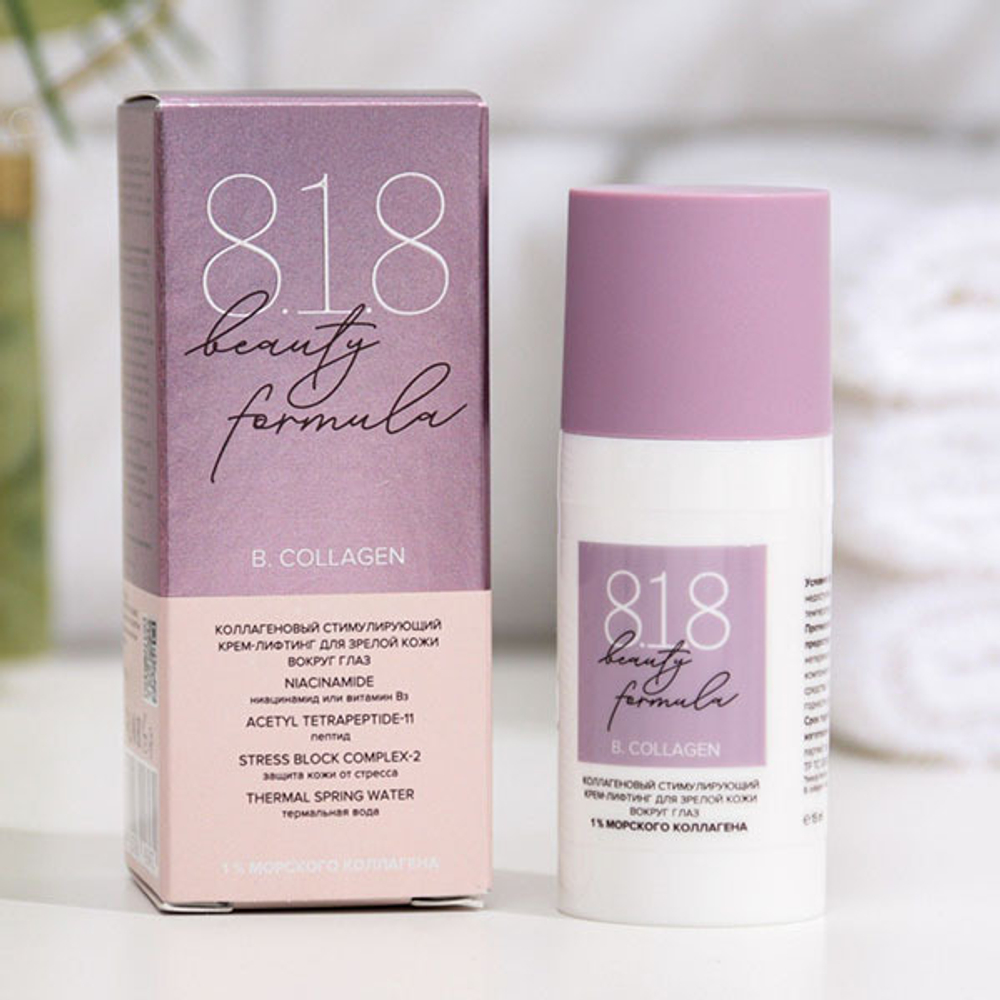 8.1.8
beauty
formula
B. COLLAGEN
КОЛЛАГЕНОВЫЙ СТИМУЛИРУЮЩИЙ
КРЕМ-ЛИФТИНГ ДЛЯ ЗРЕЛОЙ КОЖИ
ВОКРУГ ГЛАЗ
NIACINAMIDE
ниацинамид или витамин B₃
ACETYL TETRAPEPTIDE-11
пептид
STRESS BLOCK COMPLEX-2
защита кожи от стресса
THERMAL SPRING WATER
термальная вода
1 % МОРСКОГО КОЛЛАГЕНА
8.1.8
beauty
formula
B. COLLAGEN
КОЛЛАГЕНОВЫЙ СТИМУЛИРУЮЩИЙ
КРЕМ-ЛИФТИНГ ДЛЯ ЗРЕЛОЙ КОЖИ
ВОКРУГ ГЛАЗ
1 % МОРСКОГО КОЛЛАГЕНА